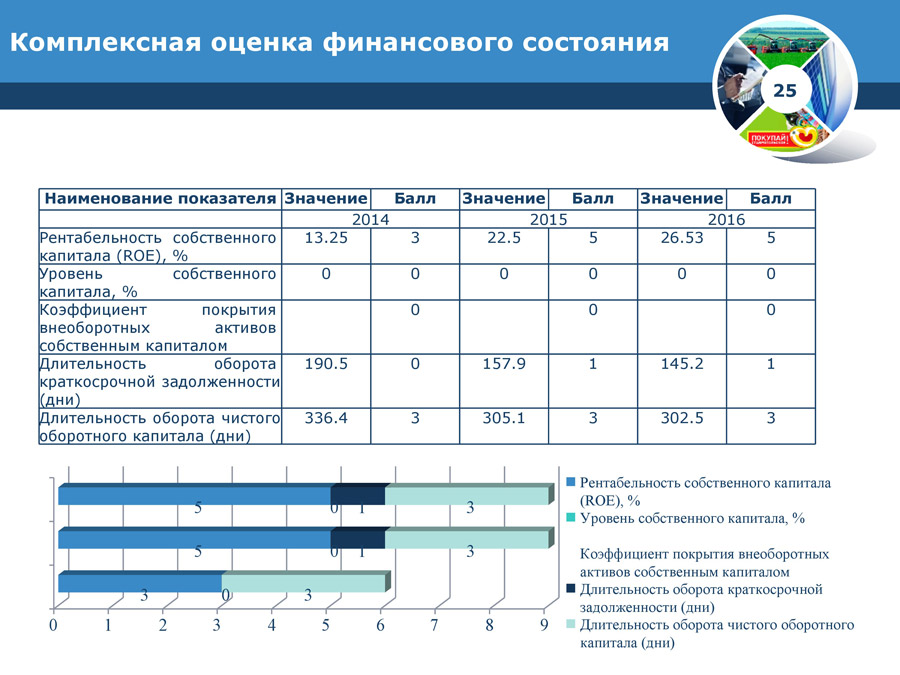 Комплексная оценка финансового состояния
25
ПОКУПАЙ
Наименование показателя Значение Балл Значение Балл Значение Балл
2014 2015 2016
Рентабельность собственного 13.25 3 22.5 5 26.53 5
капитала (ROE), %
Уровень собственного 0 0 0 0 0 0
капитала, %
Коэффициент покрытия 0 0 0
внеоборотных активов
собственным капиталом
Длительность оборота 190.5 0 157.9 1 145.2 1
краткосрочной задолженности
(дни)
Длительность оборота чистого 336.4 3 305.1 3 302.5 3
оборотного капитала (дни)
5 0 1 3
5 0 1 3
3 0 3
0 1 2 3 4 5 6 7 8 9
Рентабельность собственного капитала
(ROE), %
Уровень собственного капитала, %
Коэффициент покрытия внеоборотных
активов собственным капиталом
Длительность оборота краткосрочной
задолженности (дни)
Длительность оборота чистого оборотного
капитала (дни)